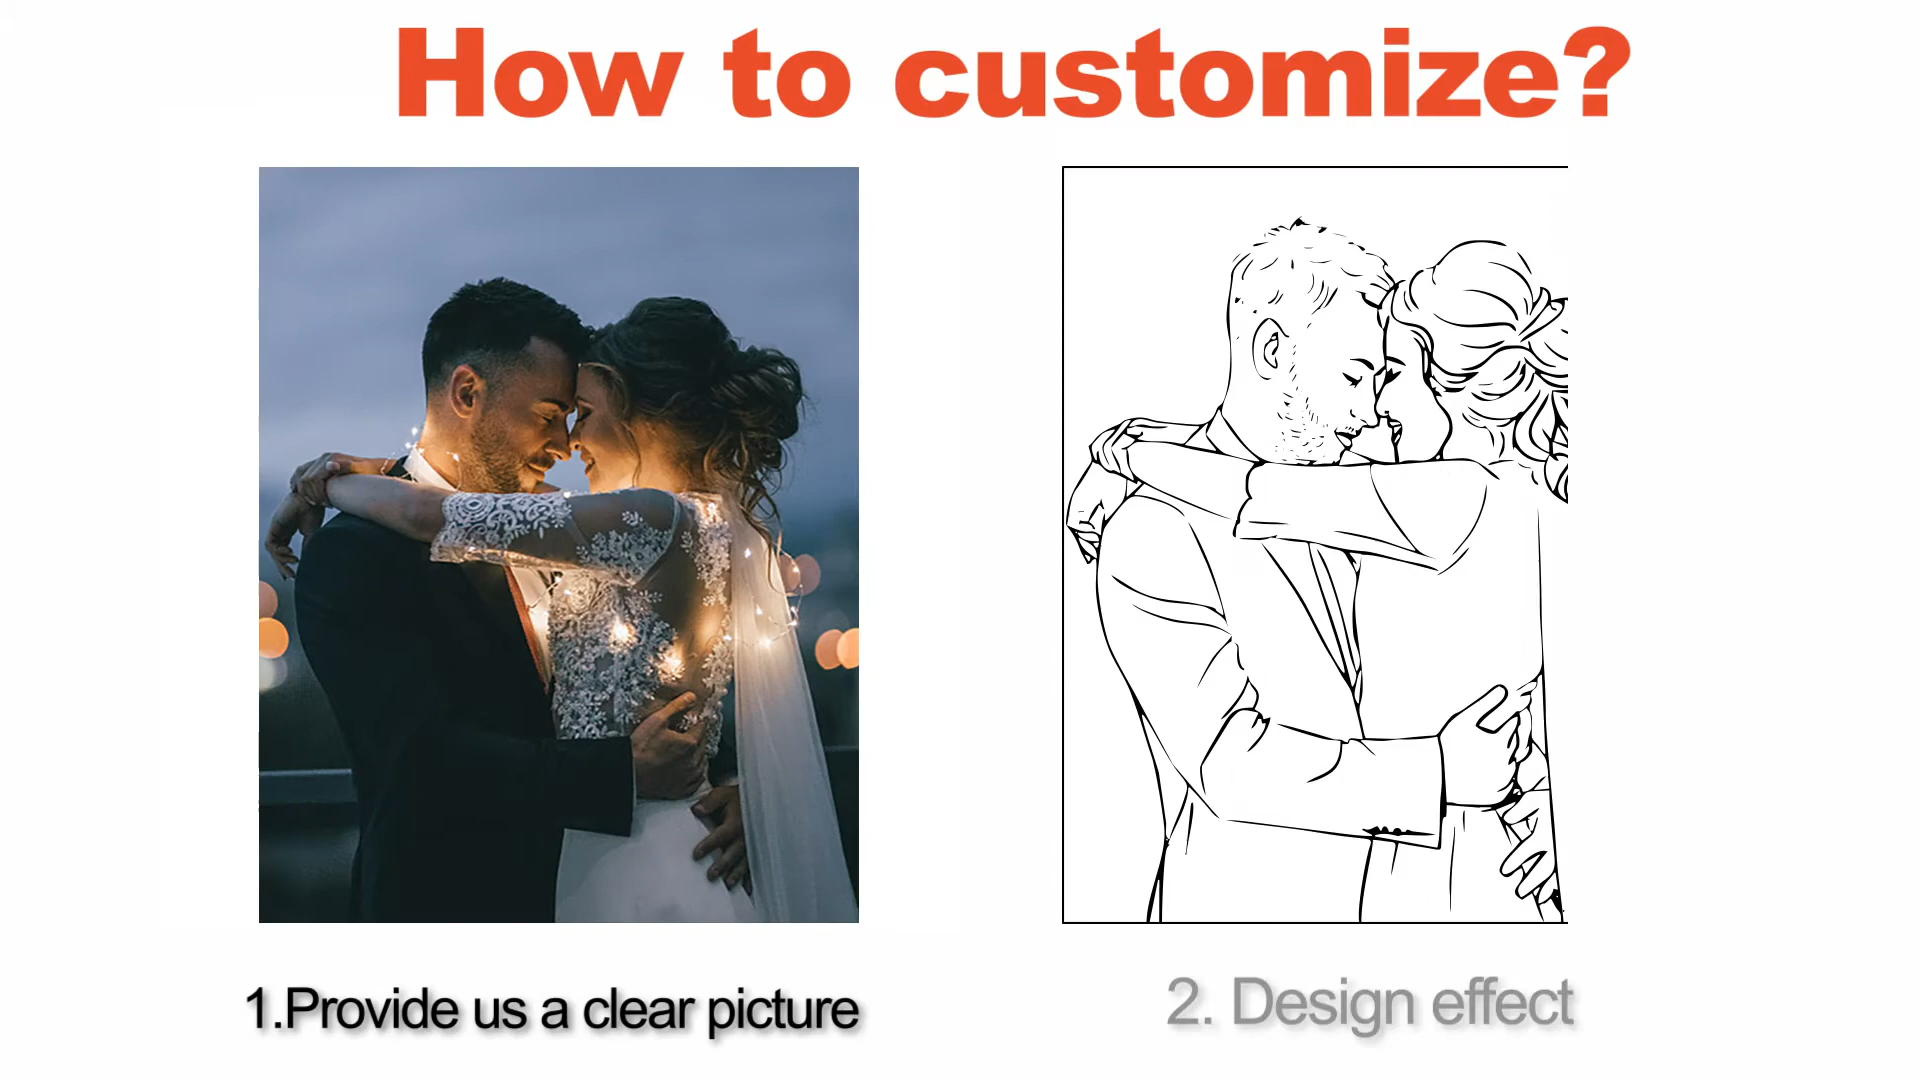 How to customize?
1.Provide us a clear picture
2. Design effect